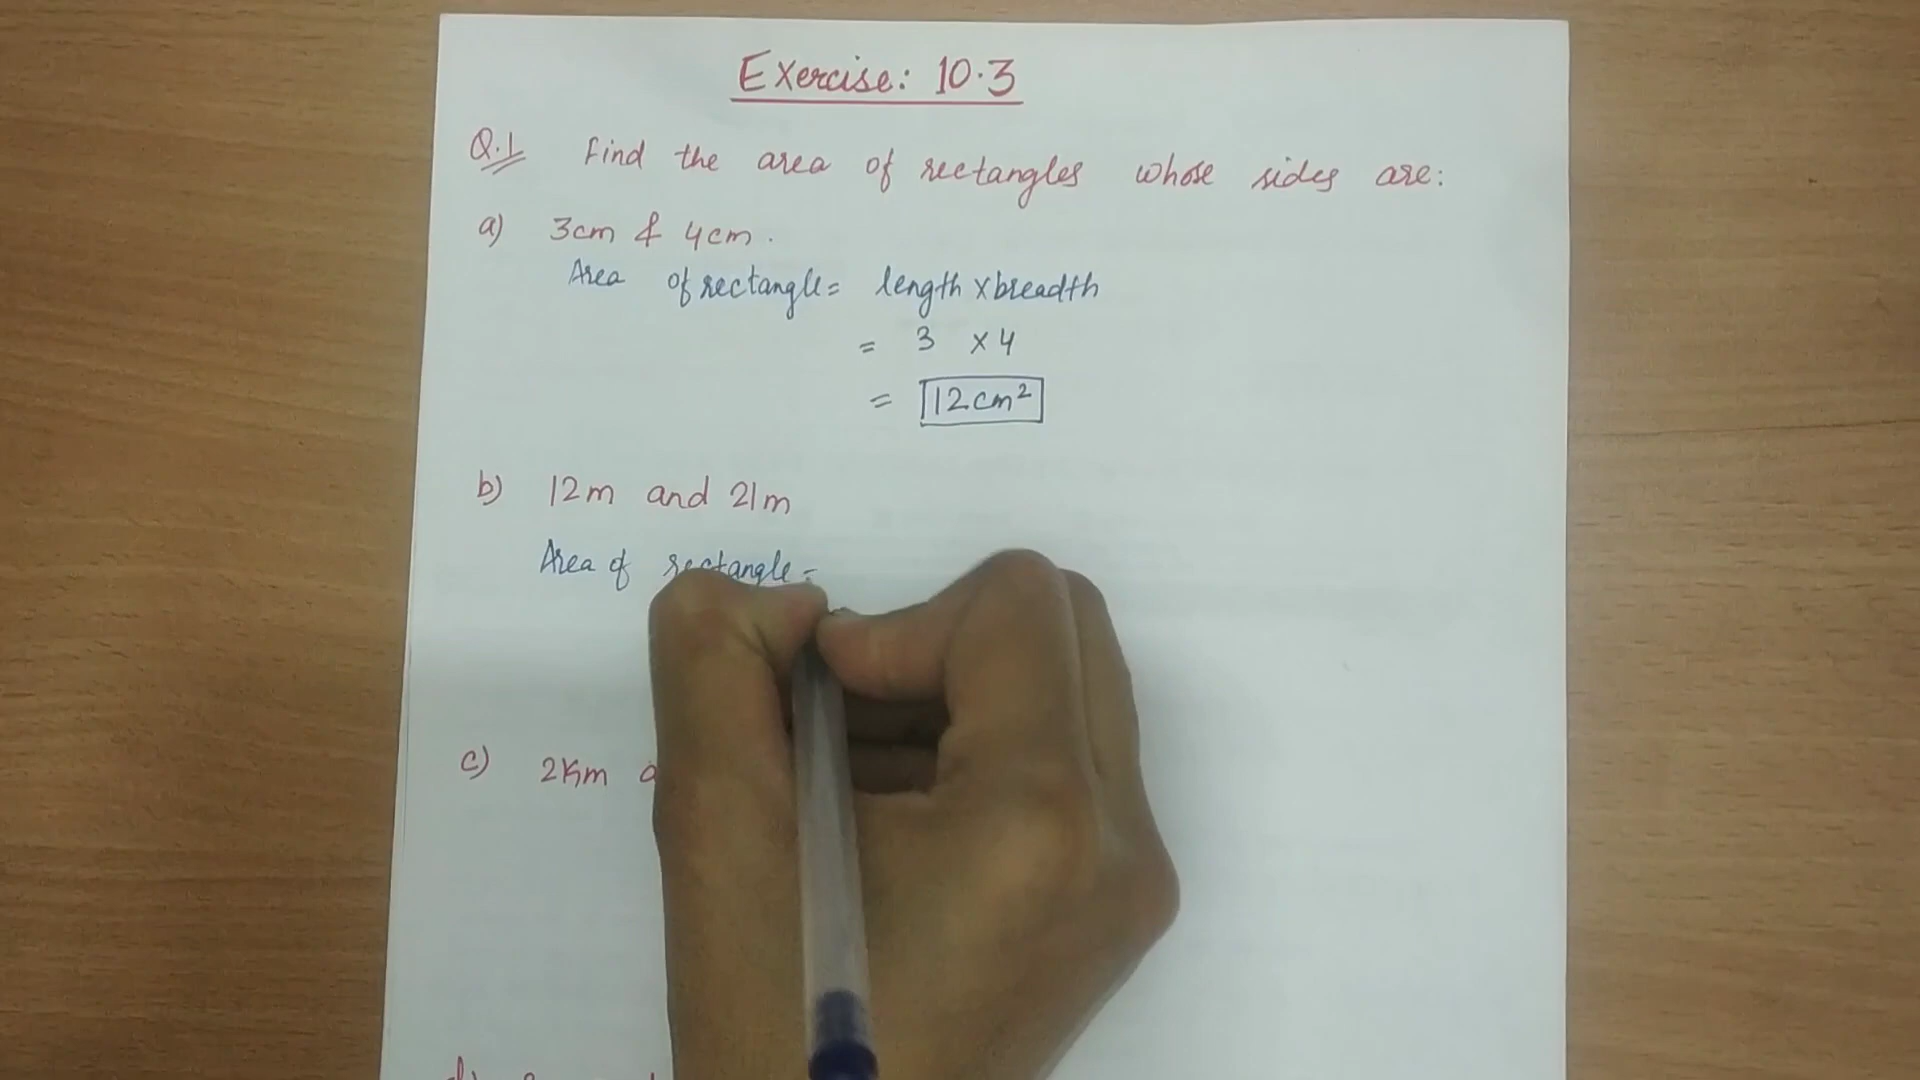 Exercise: 10.3
Q.1 Find the area of rectangles whose sides are:
a) 3cm & 4cm.
Area of rectangle= length x breadth
= 3 x 4
= 12cm²
b) 12m and 21m
Area of rectangle =
c) 2km